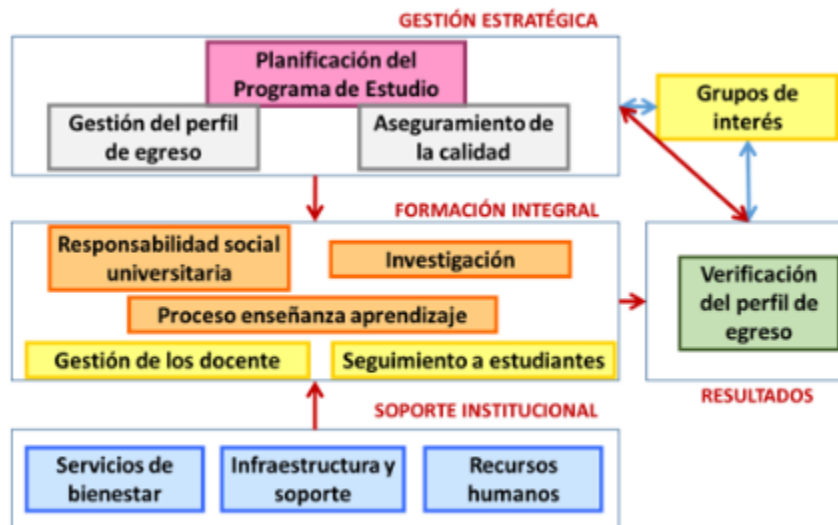 GESTIÓN ESTRATÉGICA
Planificación del
Programa de Estudio
Gestión del perfil
de egreso
Aseguramiento de
la calidad
Grupos de
interés
FORMACIÓN INTEGRAL
Responsabilidad social
universitaria
Investigación
Proceso enseñanza aprendizaje
Gestión de los docente
Seguimiento a estudiantes
Verificación
del perfil de
egreso
RESULTADOS
SOPORTE INSTITUCIONAL
Servicios de
bienestar
Infraestructura y
soporte
Recursos
humanos